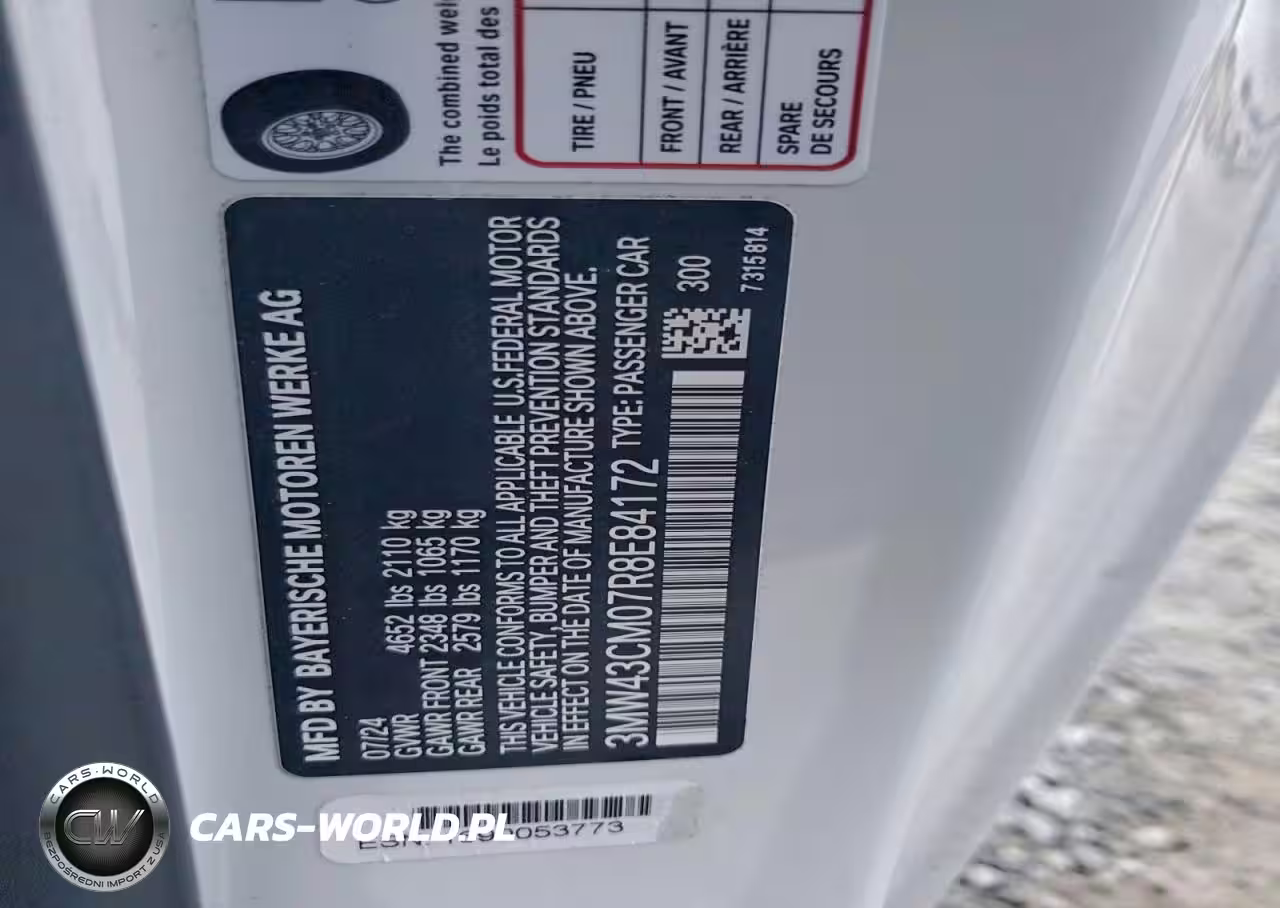 The combined wei
Le poids total des
TIRE / PNEU
FRONT / AVANT
REAR / ARRIÈRE
SPARE
DE SECOURS
MFD BY BAYERISCHE MOTOREN WERKE AG
07/24
GVWR 4652 lbs 2110 kg
GAWR FRONT 2348 lbs 1065 kg
GAWR REAR 2579 lbs 1170 kg
THIS VEHICLE CONFORMS TO ALL APPLICABLE U.S. FEDERAL MOTOR
VEHICLE SAFETY, BUMPER AND THEFT PREVENTION STANDARDS
IN EFFECT ON THE DATE OF MANUFACTURE SHOWN ABOVE.
3MW43CM07R8E84172 TYPE: PASSENGER CAR
300
7315814
CARS-WORLD
CW
BEZPOŚREDNI IMPORT Z USA
CARS-WORLD.PL